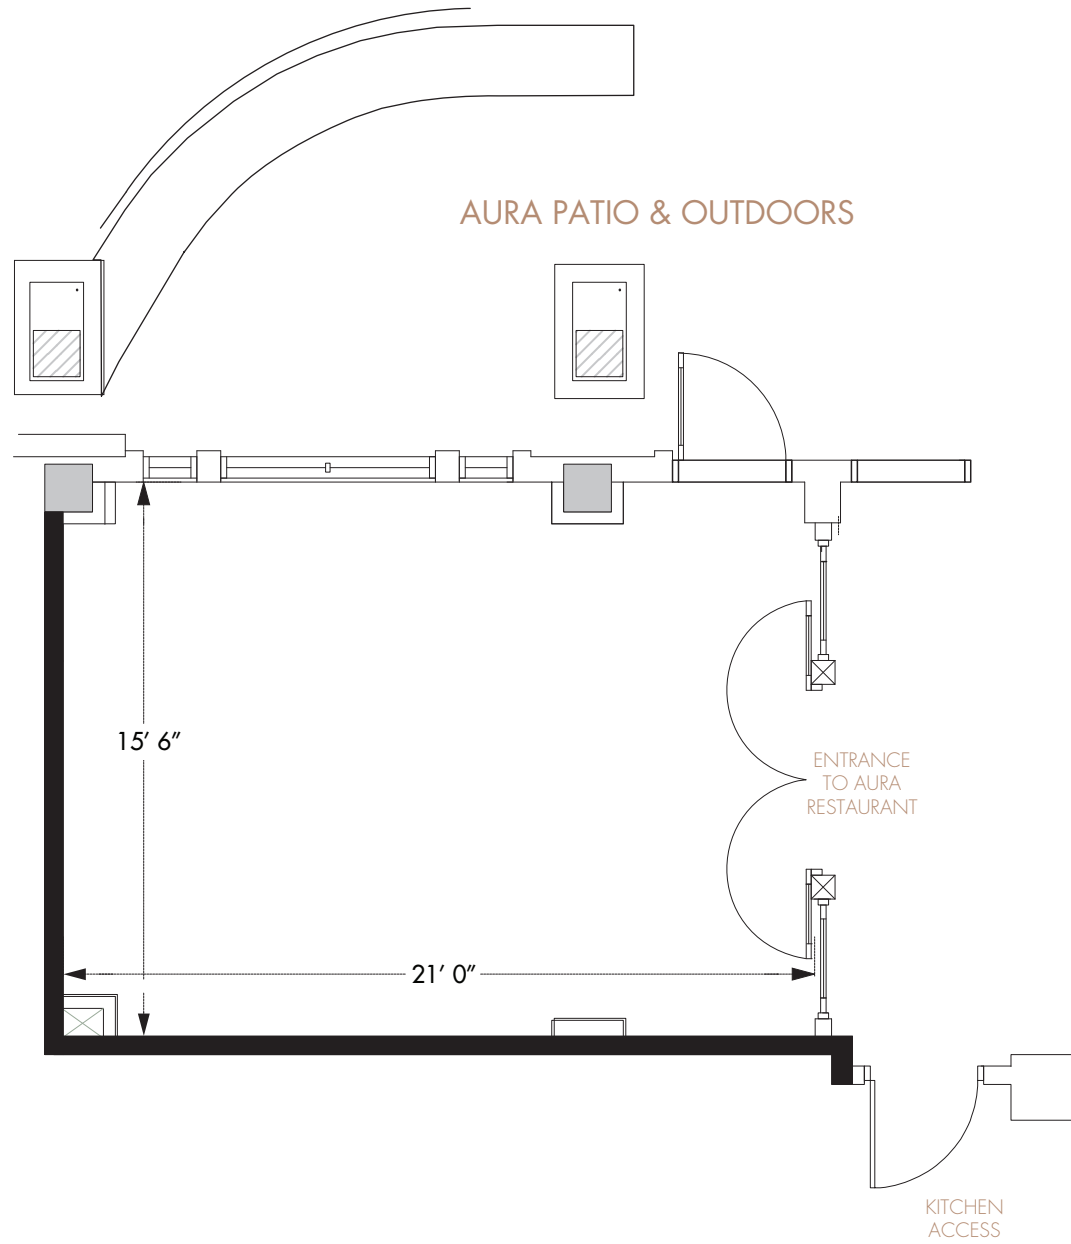 AURA PATIO & OUTDOORS
15’ 6”
ENTRANCE
TO AURA
RESTAURANT
21’ 0”
KITCHEN
ACCESS